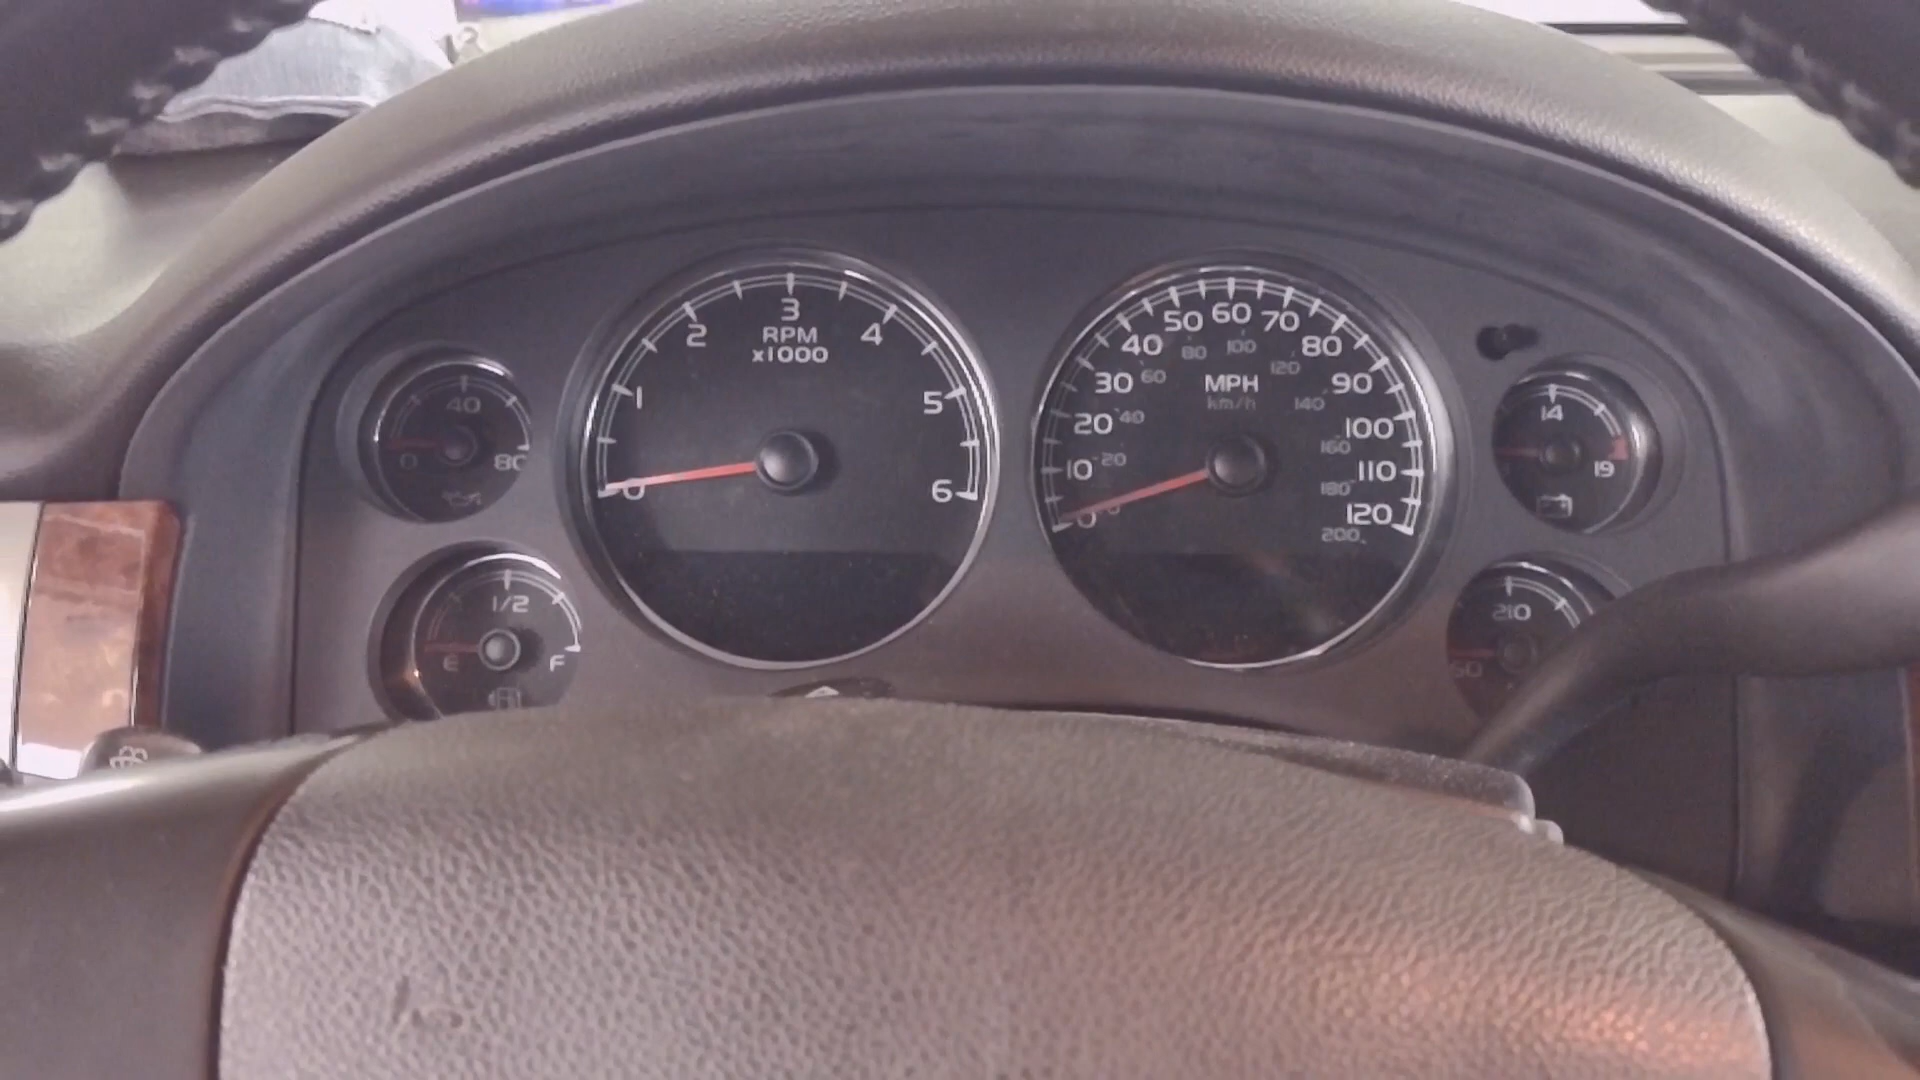 0 40 80
E 1/2 F
0 1 2 3 4 5 6
RPM
x1000
0 10 20 30 40 50 60 70 80 90 100 110 120
20 40 60 80 100 120 140 160 180 200
MPH
km/h
14 19
210